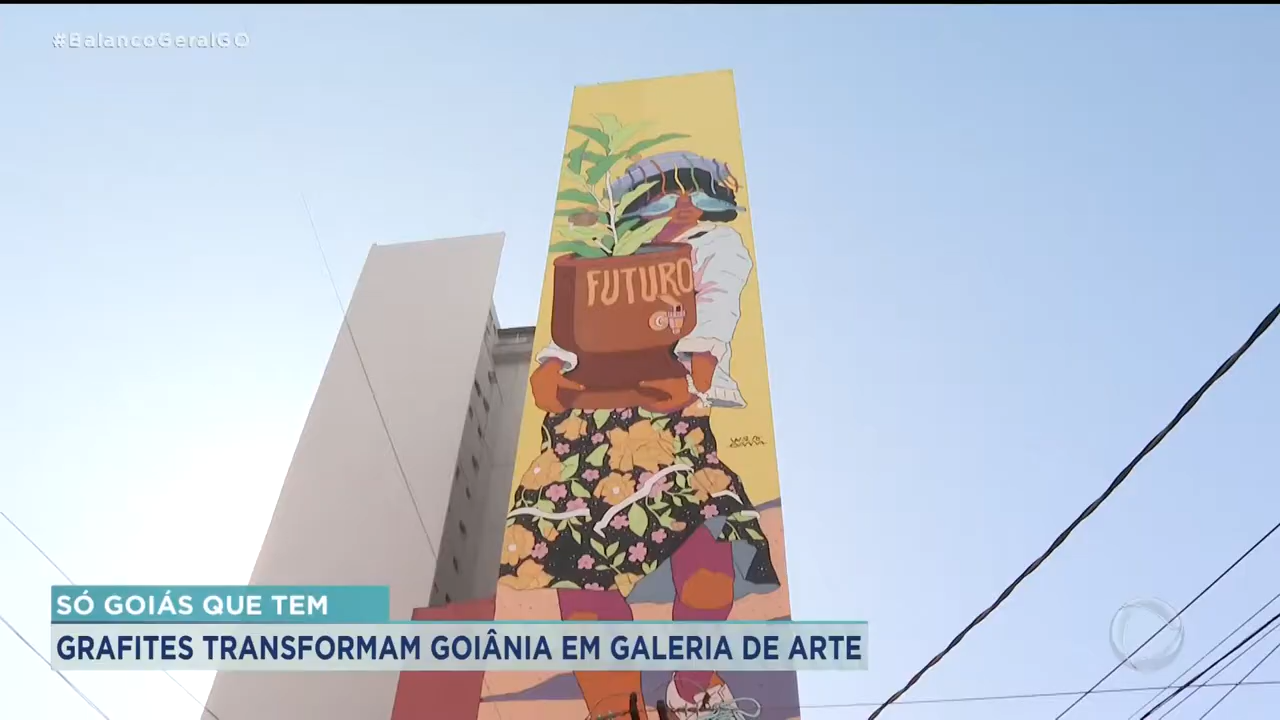 #BalancoGeralGO
FUTURO
SÓ GOIÁS QUE TEM
GRAFITES TRANSFORMAM GOIÂNIA EM GALERIA DE ARTE